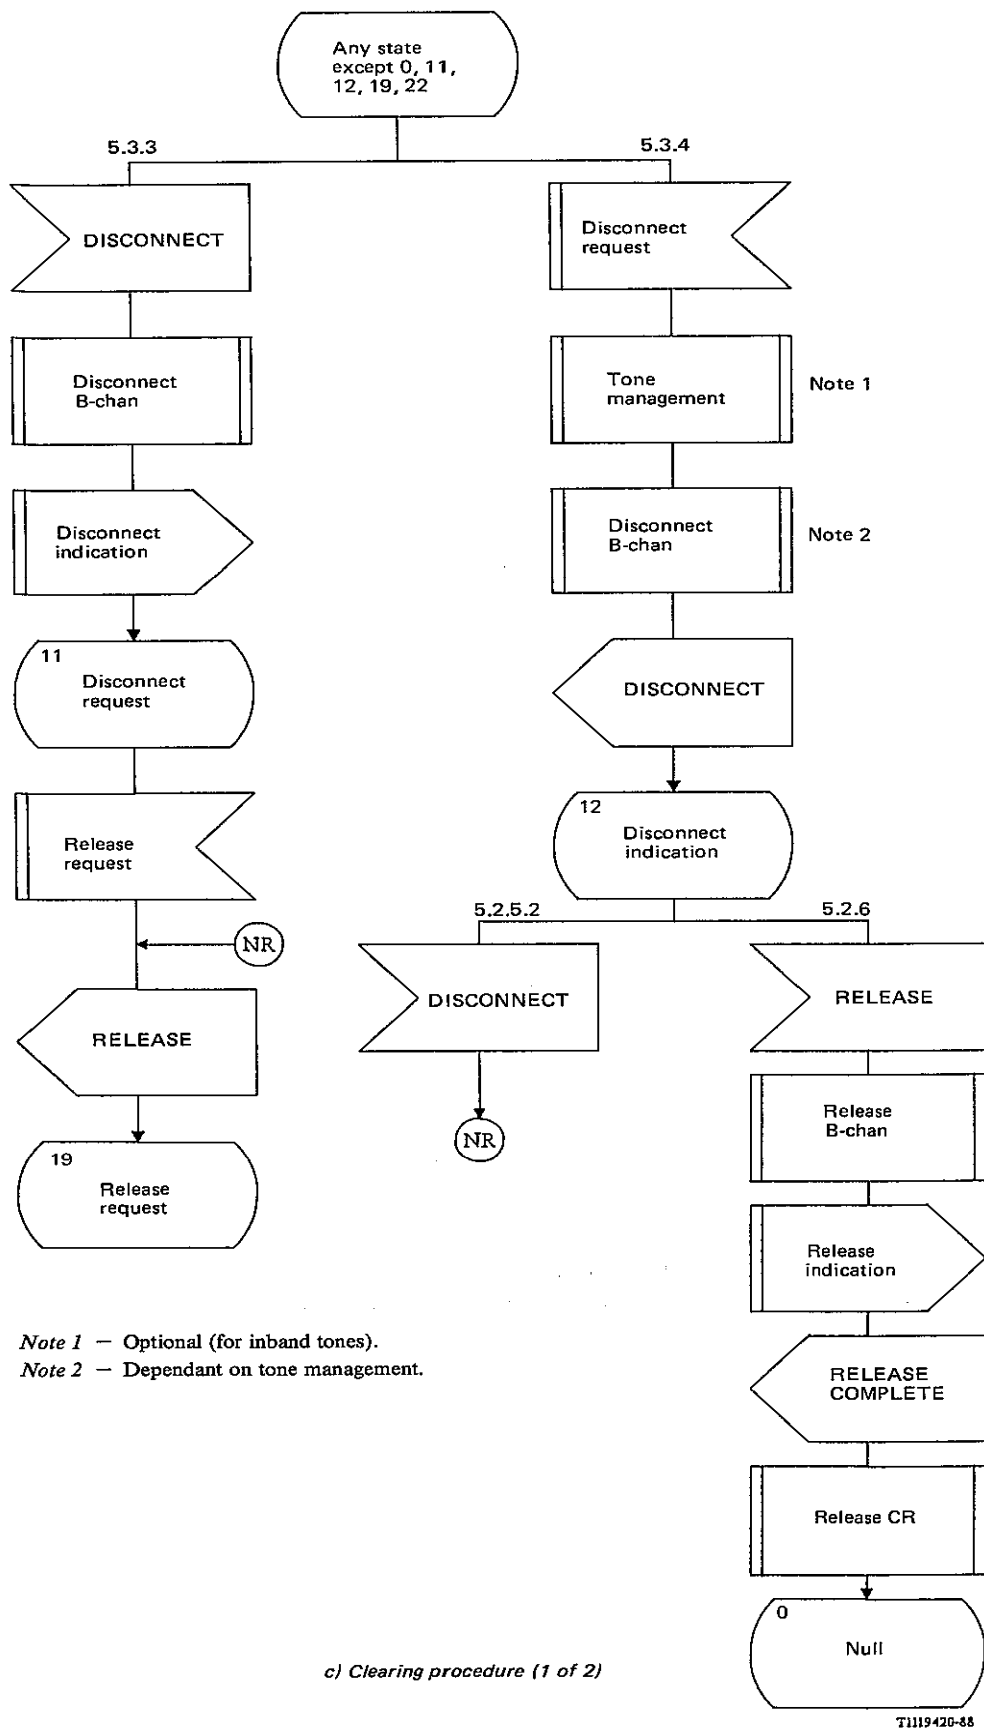 Any state
except 0, 11,
12, 19, 22
5.3.3
5.3.4
DISCONNECT
Disconnect
request
Disconnect
B-chan
Tone
management
Note 1
Disconnect
indication
Disconnect
B-chan
Note 2
11
Disconnect
request
DISCONNECT
Release
request
12
Disconnect
indication
NR
5.2.5.2
5.2.6
RELEASE
DISCONNECT
RELEASE
19
Release
request
NR
Release
B-chan
Release
indication
Note 1 — Optional (for inband tones).
Note 2 — Dependant on tone management.
RELEASE
COMPLETE
Release CR
0
Null
c) Clearing procedure (1 of 2)
T1119420-88